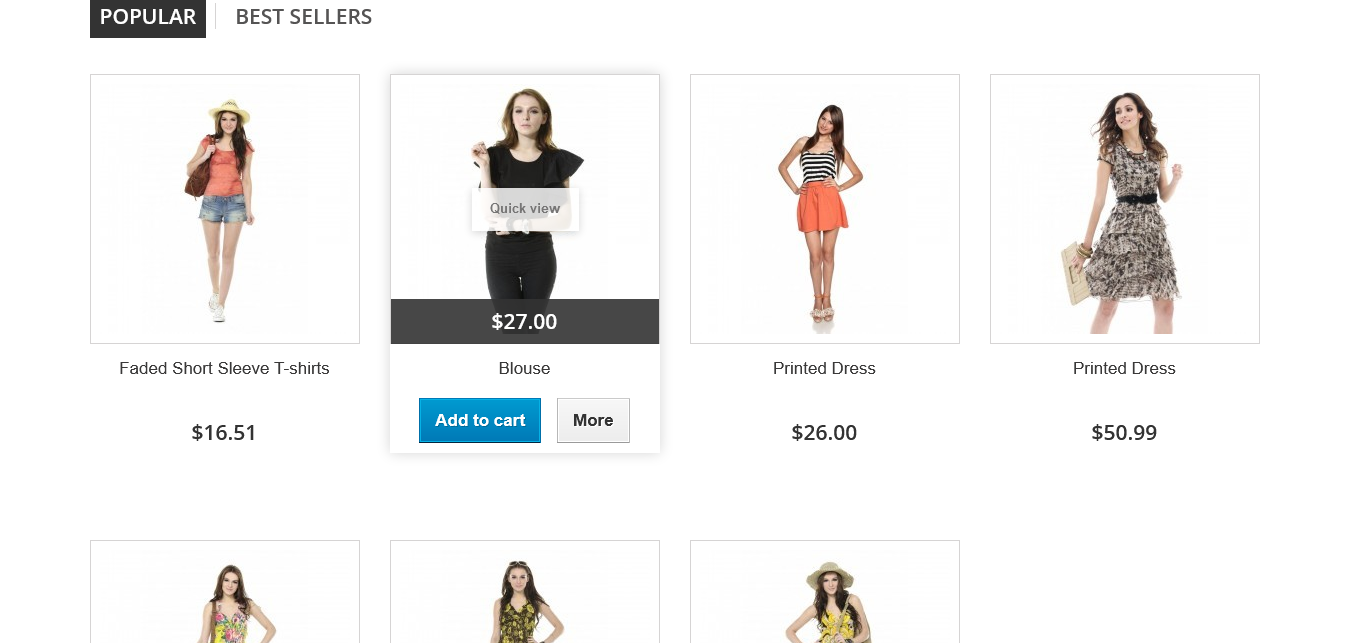 POPULAR
BEST SELLERS
Quick view
$27.00
Faded Short Sleeve T-shirts
Blouse
Printed Dress
Printed Dress
Add to cart
More
$16.51
$26.00
$50.99